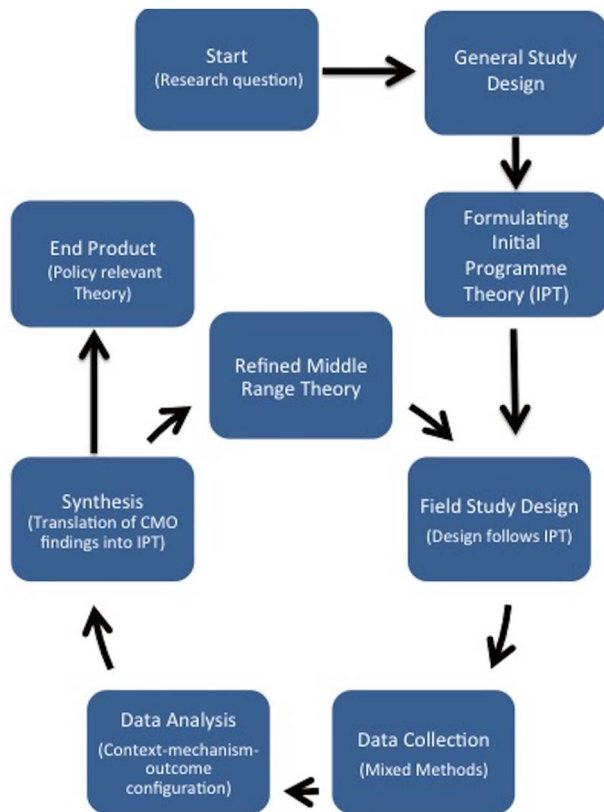 Start
(Research question)
General Study
Design
Formulating
Initial
Programme
Theory (IPT)
End Product
(Policy relevant
Theory)
Refined Middle
Range Theory
Synthesis
(Translation of CMO
findings into IPT)
Field Study Design
(Design follows IPT)
Data Analysis
(Context-mechanism-
outcome
configuration)
Data Collection
(Mixed Methods)